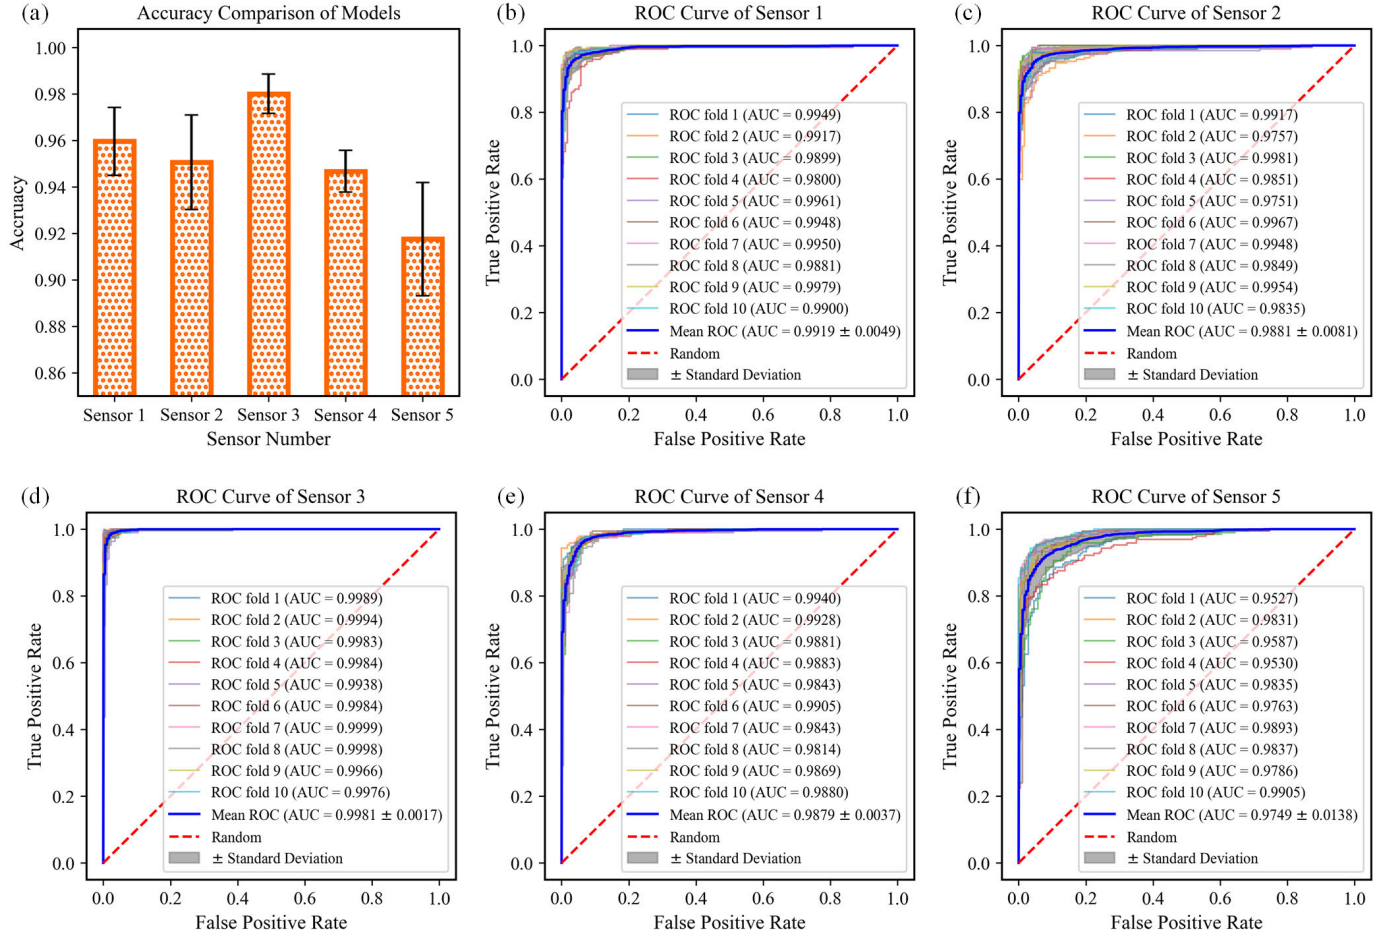 (a) Accuracy Comparison of Models
1.00
0.98
0.96
0.94
0.92
0.90
0.88
0.86
Accruacy
Sensor 1 Sensor 2 Sensor 3 Sensor 4 Sensor 5
Sensor Number
(b) ROC Curve of Sensor 1
1.0
0.8
0.6
0.4
0.2
0.0
True Positive Rate
ROC fold 1 (AUC = 0.9949)
ROC fold 2 (AUC = 0.9917)
ROC fold 3 (AUC = 0.9899)
ROC fold 4 (AUC = 0.9800)
ROC fold 5 (AUC = 0.9961)
ROC fold 6 (AUC = 0.9948)
ROC fold 7 (AUC = 0.9950)
ROC fold 8 (AUC = 0.9881)
ROC fold 9 (AUC = 0.9979)
ROC fold 10 (AUC = 0.9900)
Mean ROC (AUC = 0.9919 ± 0.0049)
Random
± Standard Deviation
0.0 0.2 0.4 0.6 0.8 1.0
False Positive Rate
(c) ROC Curve of Sensor 2
1.0
0.8
0.6
0.4
0.2
0.0
True Positive Rate
ROC fold 1 (AUC = 0.9917)
ROC fold 2 (AUC = 0.9757)
ROC fold 3 (AUC = 0.9981)
ROC fold 4 (AUC = 0.9851)
ROC fold 5 (AUC = 0.9751)
ROC fold 6 (AUC = 0.9967)
ROC fold 7 (AUC = 0.9948)
ROC fold 8 (AUC = 0.9849)
ROC fold 9 (AUC = 0.9954)
ROC fold 10 (AUC = 0.9835)
Mean ROC (AUC = 0.9881 ± 0.0081)
Random
± Standard Deviation
0.0 0.2 0.4 0.6 0.8 1.0
False Positive Rate
(d) ROC Curve of Sensor 3
1.0
0.8
0.6
0.4
0.2
0.0
True Positive Rate
ROC fold 1 (AUC = 0.9989)
ROC fold 2 (AUC = 0.9994)
ROC fold 3 (AUC = 0.9983)
ROC fold 4 (AUC = 0.9984)
ROC fold 5 (AUC = 0.9938)
ROC fold 6 (AUC = 0.9984)
ROC fold 7 (AUC = 0.9999)
ROC fold 8 (AUC = 0.9998)
ROC fold 9 (AUC = 0.9966)
ROC fold 10 (AUC = 0.9976)
Mean ROC (AUC = 0.9981 ± 0.0017)
Random
± Standard Deviation
0.0 0.2 0.4 0.6 0.8 1.0
False Positive Rate
(e) ROC Curve of Sensor 4
1.0
0.8
0.6
0.4
0.2
0.0
True Positive Rate
ROC fold 1 (AUC = 0.9940)
ROC fold 2 (AUC = 0.9928)
ROC fold 3 (AUC = 0.9881)
ROC fold 4 (AUC = 0.9883)
ROC fold 5 (AUC = 0.9843)
ROC fold 6 (AUC = 0.9905)
ROC fold 7 (AUC = 0.9843)
ROC fold 8 (AUC = 0.9814)
ROC fold 9 (AUC = 0.9869)
ROC fold 10 (AUC = 0.9880)
Mean ROC (AUC = 0.9879 ± 0.0037)
Random
± Standard Deviation
0.0 0.2 0.4 0.6 0.8 1.0
False Positive Rate
(f) ROC Curve of Sensor 5
1.0
0.8
0.6
0.4
0.2
0.0
True Positive Rate
ROC fold 1 (AUC = 0.9527)
ROC fold 2 (AUC = 0.9831)
ROC fold 3 (AUC = 0.9587)
ROC fold 4 (AUC = 0.9530)
ROC fold 5 (AUC = 0.9835)
ROC fold 6 (AUC = 0.9763)
ROC fold 7 (AUC = 0.9893)
ROC fold 8 (AUC = 0.9837)
ROC fold 9 (AUC = 0.9786)
ROC fold 10 (AUC = 0.9905)
Mean ROC (AUC = 0.9749 ± 0.0138)
Random
± Standard Deviation
0.0 0.2 0.4 0.6 0.8 1.0
False Positive Rate